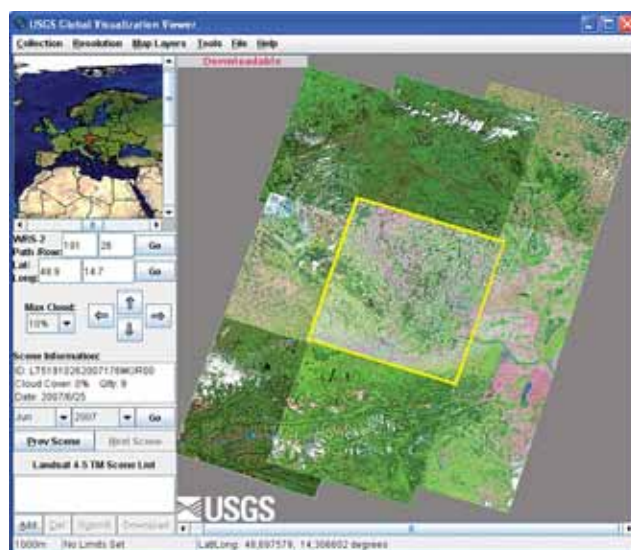 USGS Global Visualization Viewer
Collection Resolution Map Layers Tools File Help
Downloadable
WRS-2
Path/Row: 191 26 Go
Lat/
Long: 48.9 14.7 Go
Max Cloud:
10%
Scene Information:
ID: LT51910262007176MOR00
Cloud Cover: 0% Qlty: 9
Date: 2007/6/25
Jun 2007 Go
Prev Scene Next Scene
Landsat 4-5 TM Scene List
Add Del Submit Download
USGS
1000m No Limits Set Lat/Long: 48,697579, 14,306602 degrees